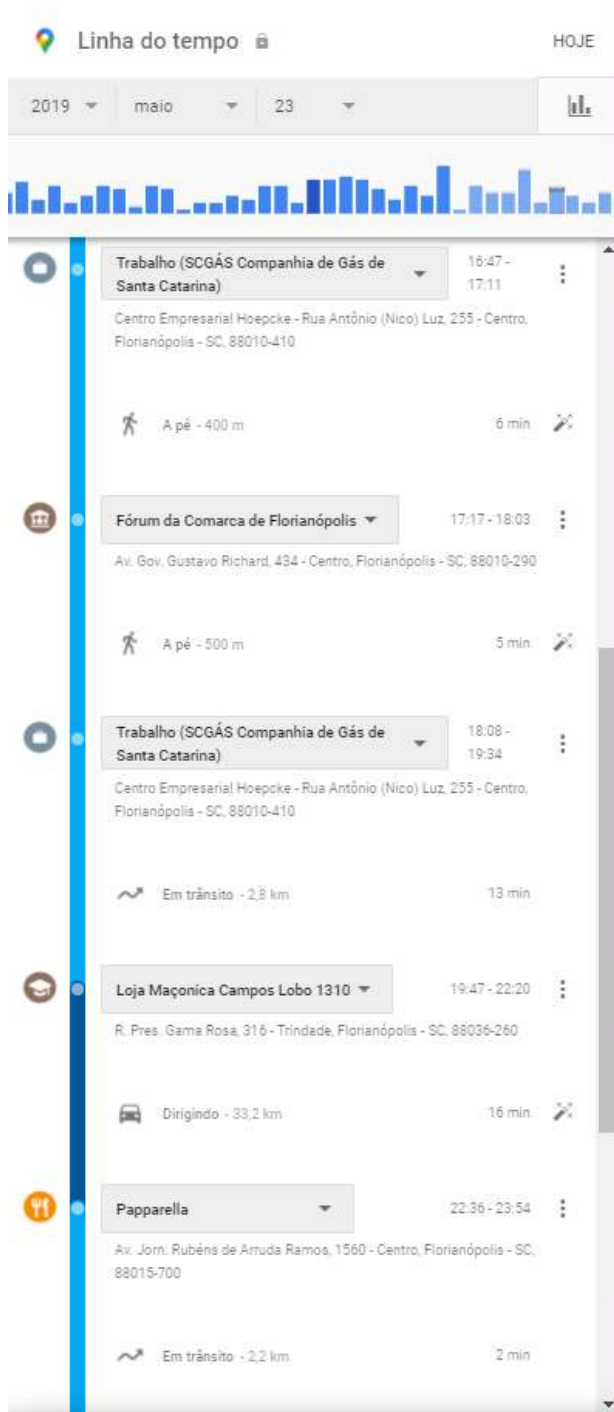 Linha do tempo
HOJE
2019 maio 23
Trabalho (SCGÁS Companhia de Gás de
Santa Catarina)
16:47 -
17:11
Centro Empresarial Hoepcke - Rua Antônio (Nico) Luz, 255 - Centro,
Florianópolis - SC, 88010-410
A pé - 400 m 6 min
Fórum da Comarca de Florianópolis 17:17 - 18:03
Av. Gov. Gustavo Richard, 434 - Centro, Florianópolis - SC, 88010-290
A pé - 500 m 5 min
Trabalho (SCGÁS Companhia de Gás de
Santa Catarina)
18:08 -
19:34
Centro Empresarial Hoepcke - Rua Antônio (Nico) Luz, 255 - Centro,
Florianópolis - SC, 88010-410
Em trânsito - 2,8 km 13 min
Loja Maçonica Campos Lobo 1310 19:47 - 22:20
R. Pres. Gama Rosa, 316 - Trindade, Florianópolis - SC, 88036-260
Dirigindo - 33,2 km 16 min
Papparella 22:36 - 23:54
Av. Jorn. Rubéns de Arruda Ramos, 1560 - Centro, Florianópolis - SC,
88015-700
Em trânsito - 2,2 km 2 min